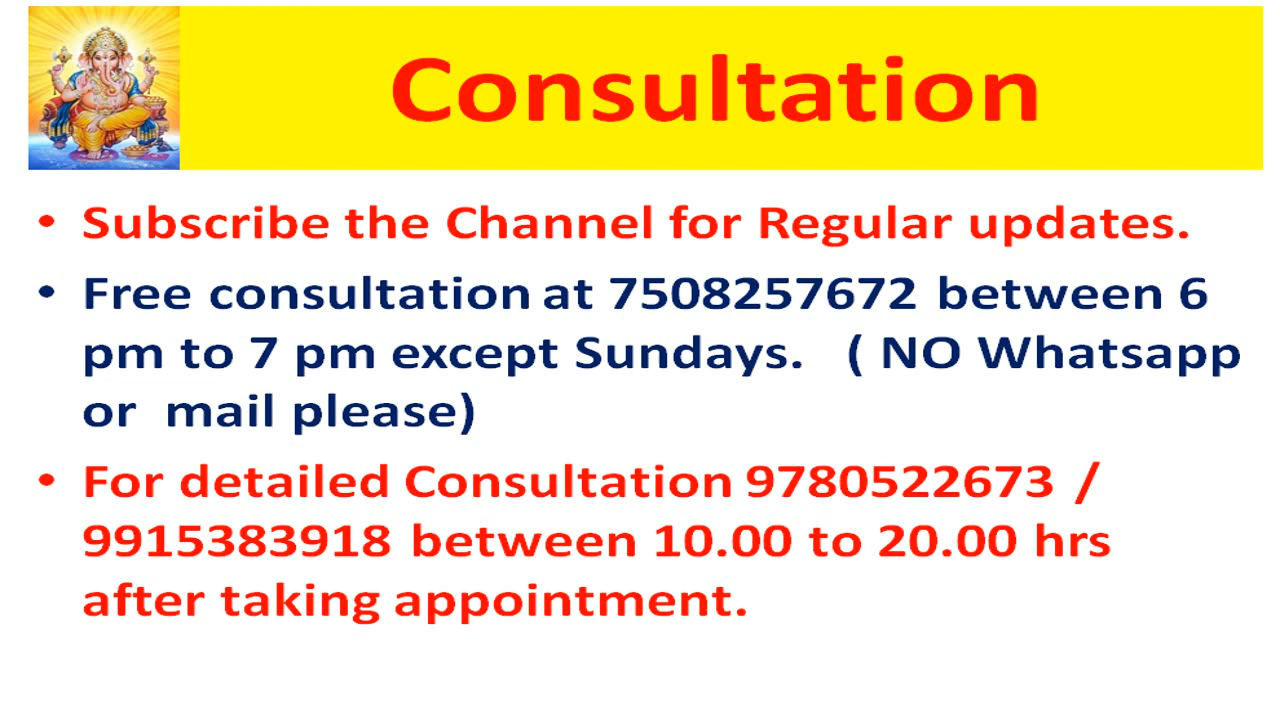 Consultation
• Subscribe the Channel for Regular updates.
• Free consultation at 7508257672 between 6
pm to 7 pm except Sundays. ( NO Whatsapp
or mail please)
• For detailed Consultation 9780522673 /
9915383918 between 10.00 to 20.00 hrs
after taking appointment.